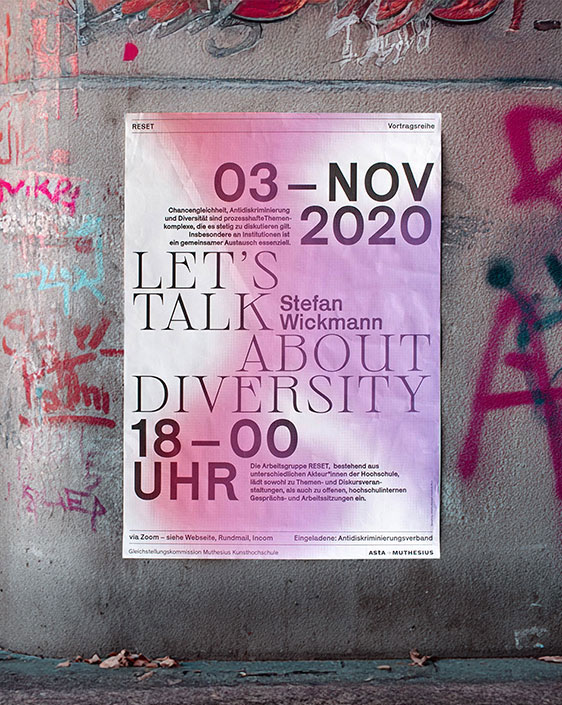 RESET Vortragsreihe
03 – NOV
2020
Chancengleichheit, Antidiskriminierung
und Diversität sind prozesshafte Themen-
komplexe, die es stetig zu diskutieren gilt.
Insbesondere an Institutionen ist
ein gemeinsamer Austausch essenziell.
LET'S
TALK
Stefan
Wickmann
ABOUT
DIVERSITY
18 – 00
UHR
Die Arbeitsgruppe RESET, bestehend aus
unterschiedlichen Akteur*innen der Hochschule,
lädt sowohl zu Themen- und Diskursveran-
staltungen, als auch zu offenen, hochschulinternen
Gesprächs- und Arbeitssitzungen ein.
via Zoom – siehe Webseite, Rundmail, Incom Eingeladene: Antidiskriminierungsverband
Gleichstellungskommission Muthesius Kunsthochschule AStA → MUTHESIUS